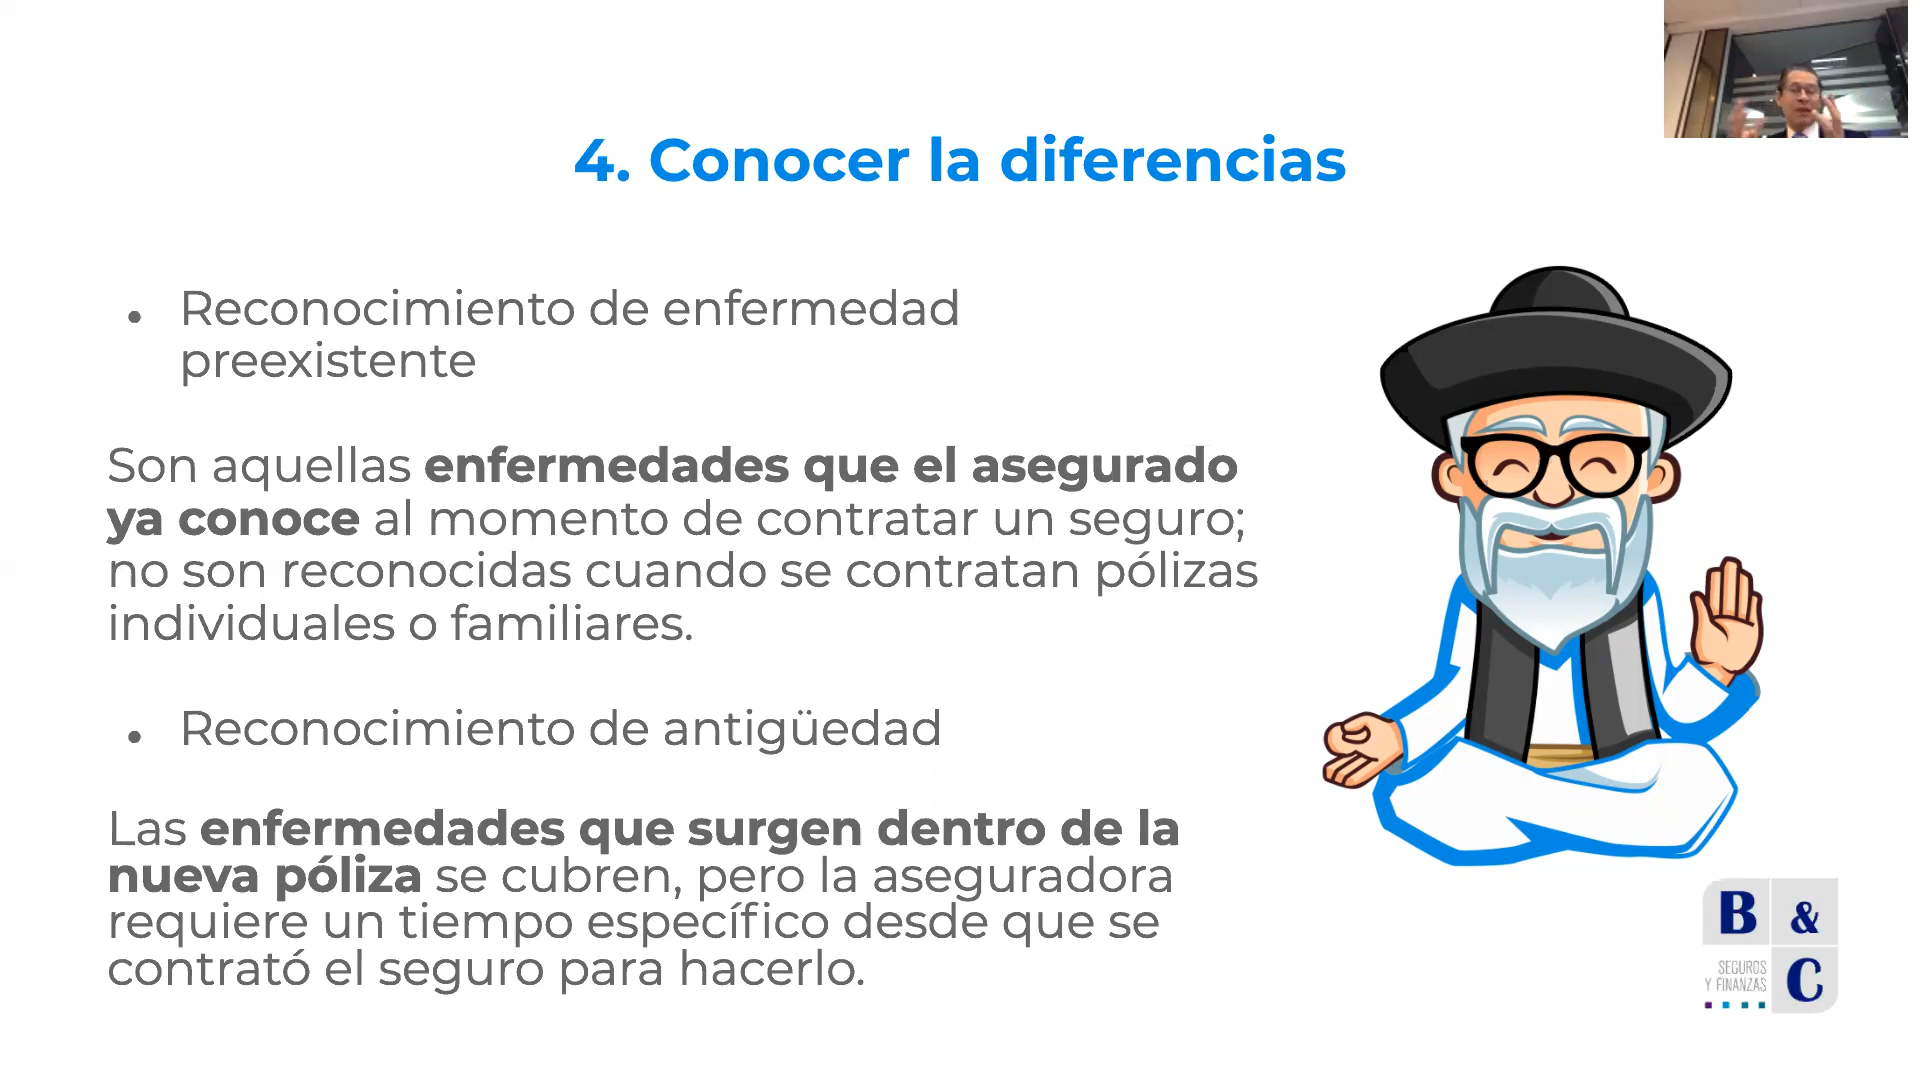 4. Conocer la diferencias
• Reconocimiento de enfermedad
preexistente
Son aquellas enfermedades que el asegurado
ya conoce al momento de contratar un seguro;
no son reconocidas cuando se contratan pólizas
individuales o familiares.
• Reconocimiento de antigüedad
Las enfermedades que surgen dentro de la
nueva póliza se cubren, pero la aseguradora
requiere un tiempo específico desde que se
contrató el seguro para hacerlo.
B &
SEGUROS
Y FINANZAS
C